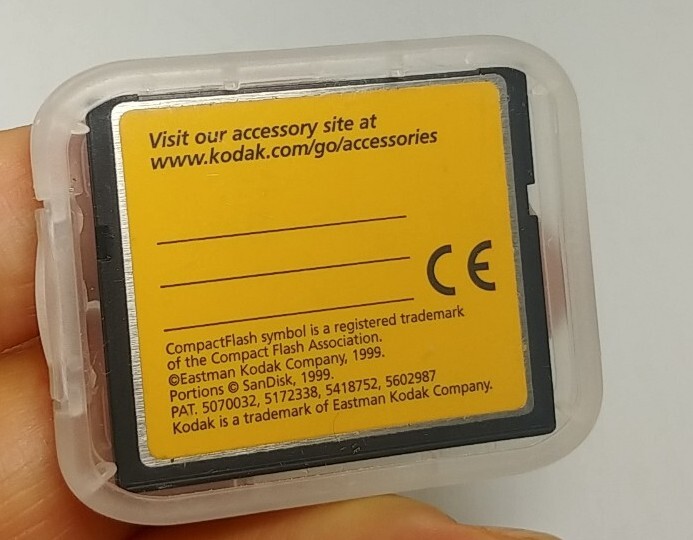 Visit our accessory site at
www.kodak.com/go/accessories
CE
CompactFlash symbol is a registered trademark
of the Compact Flash Association.
©Eastman Kodak Company, 1999.
Portions © SanDisk, 1999.
PAT. 5070032, 5172338, 5418752, 5602987
Kodak is a trademark of Eastman Kodak Company.